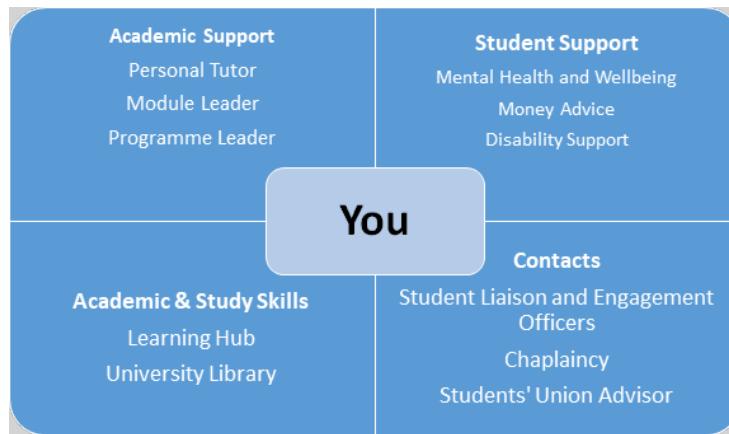 Academic Support
Personal Tutor
Module Leader
Programme Leader
Student Support
Mental Health and Wellbeing
Money Advice
Disability Support
You
Academic & Study Skills
Learning Hub
University Library
Contacts
Student Liaison and Engagement
Officers
Chaplaincy
Students' Union Advisor